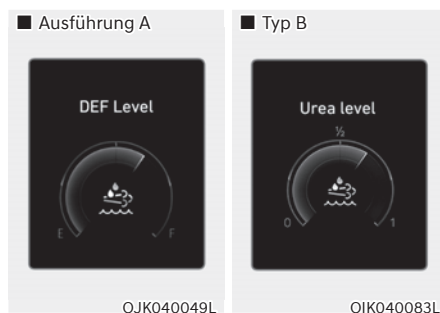 ■ Ausführung A
DEF Level
E
F
OJK040049L
■ Typ B
Urea level
½
0
1
OIK040083L